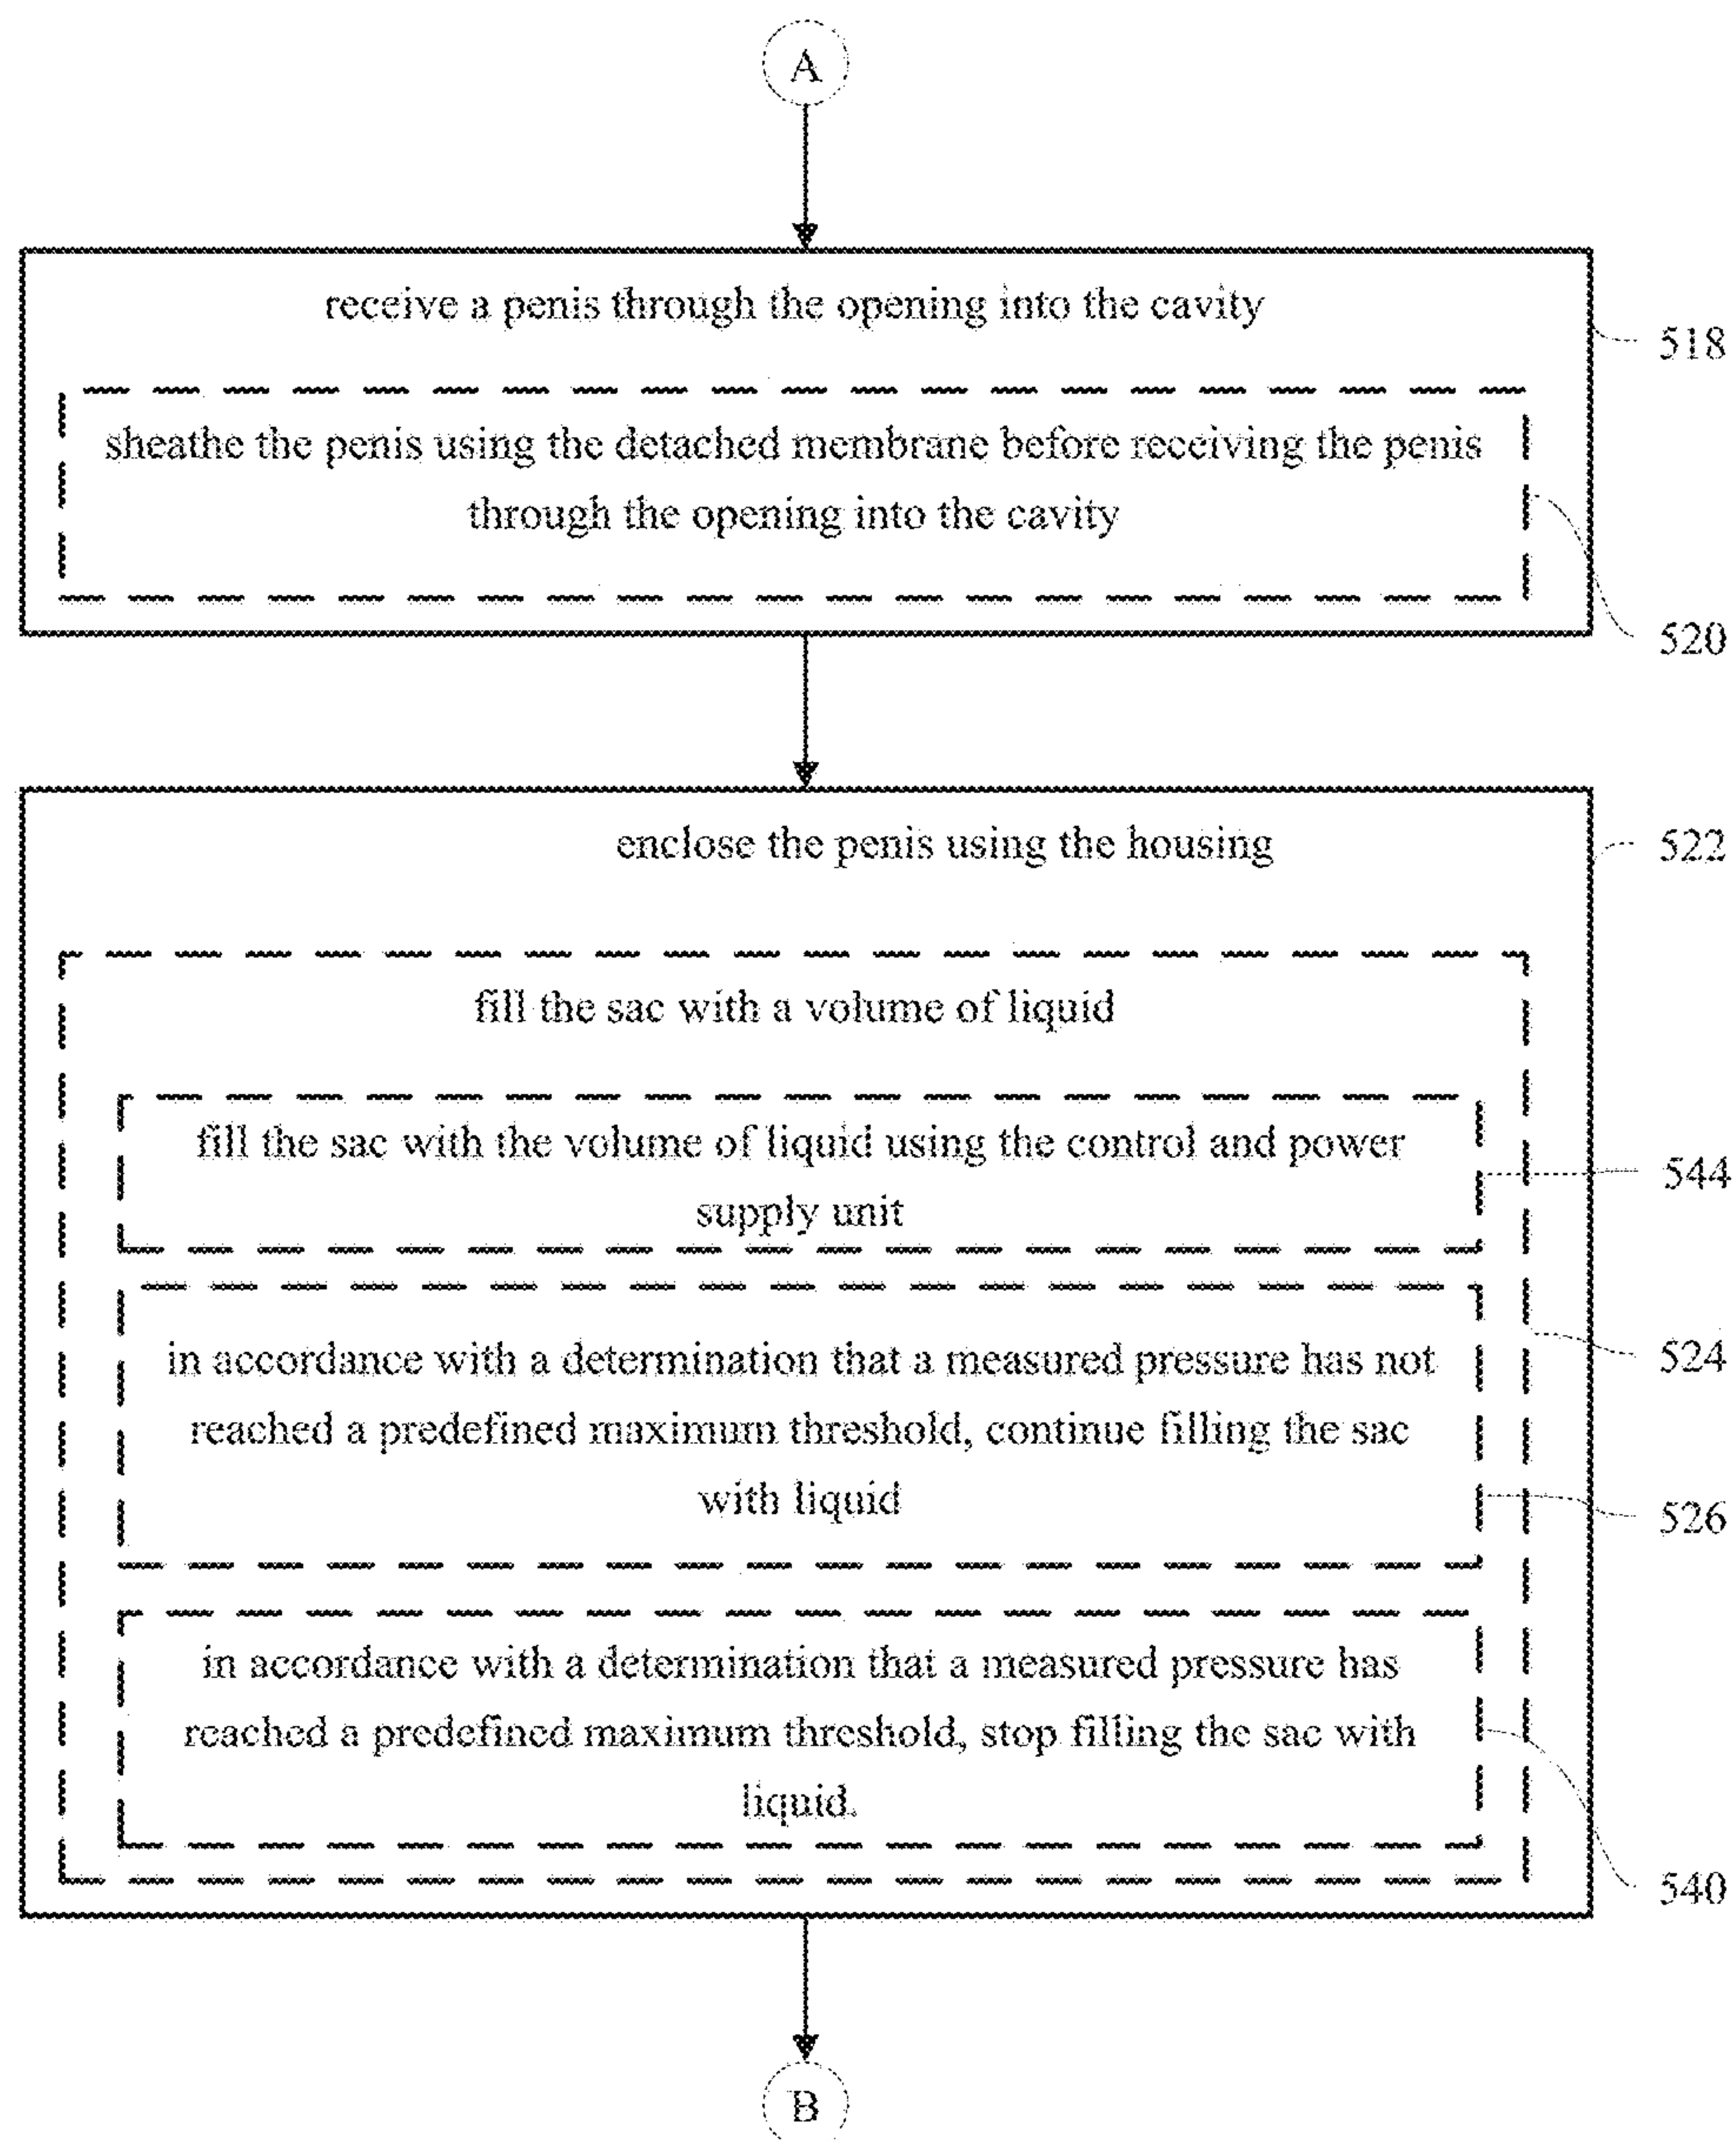 A
receive a penis through the opening into the cavity
518
sheathe the penis using the detached membrane before receiving the penis
through the opening into the cavity
520
enclose the penis using the housing
522
fill the sac with a volume of liquid
fill the sac with the volume of liquid using the control and power
supply unit
544
524
in accordance with a determination that a measured pressure has not
reached a predefined maximum threshold, continue filling the sac
with liquid
526
in accordance with a determination that a measured pressure has
reached a predefined maximum threshold, stop filling the sac with
liquid.
540
B